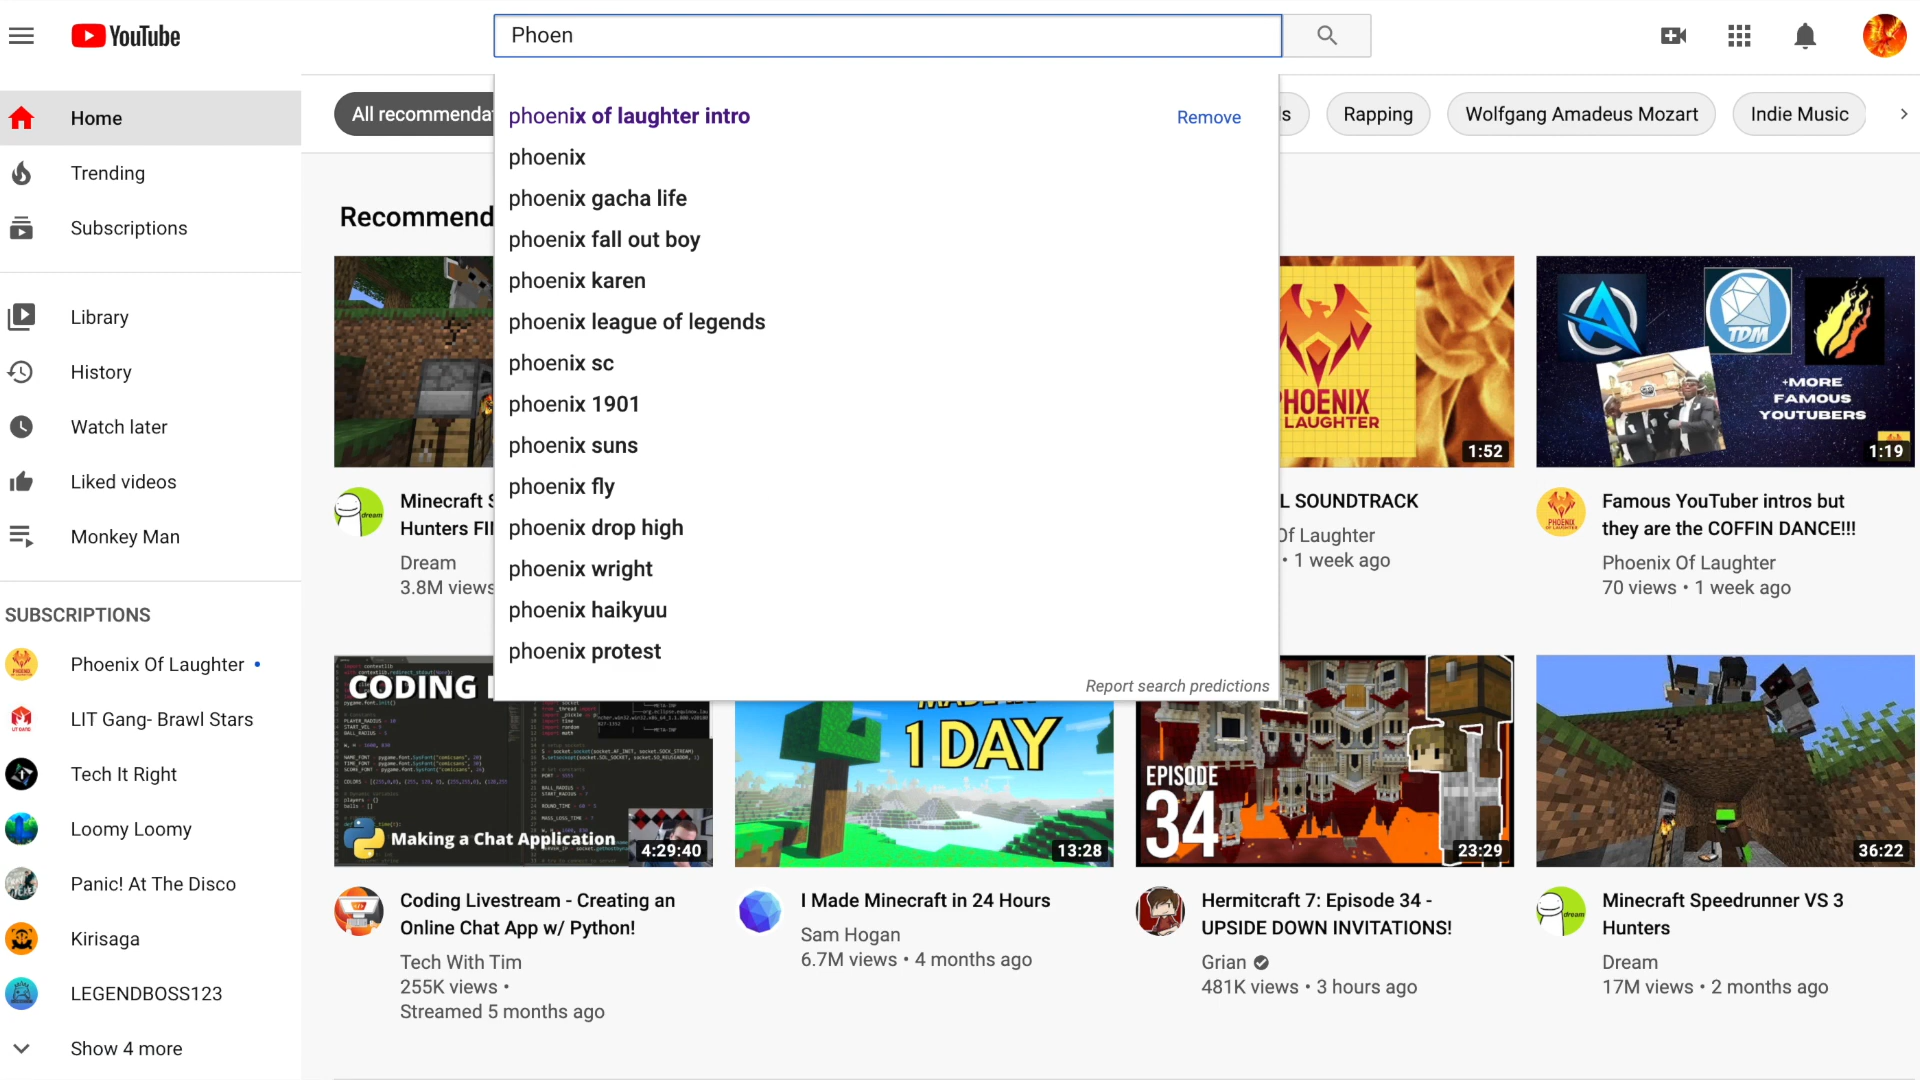 YouTube
Phoen
Home
Trending
Subscriptions
Library
History
Watch later
Liked videos
Monkey Man
SUBSCRIPTIONS
Phoenix Of Laughter
LIT Gang- Brawl Stars
Tech It Right
Loomy Loomy
Panic! At The Disco
Kirisaga
LEGENDBOSS123
Show 4 more
All recommendat
s
Rapping
Wolfgang Amadeus Mozart
Indie Music
phoenix of laughter intro
Remove
phoenix
phoenix gacha life
phoenix fall out boy
phoenix karen
phoenix league of legends
phoenix sc
phoenix 1901
phoenix suns
phoenix fly
phoenix drop high
phoenix wright
phoenix haikyuu
phoenix protest
Report search predictions
Recommend
PHOENIX
LAUGHTER
1:52
TDM
+MORE
FAMOUS
YOUTUBERS
1:19
dream
Minecraft S
Hunters FI
Dream
3.8M views
L SOUNDTRACK
Of Laughter
• 1 week ago
PHOENIX
Famous YouTuber intros but
they are the COFFIN DANCE!!!
Phoenix Of Laughter
70 views • 1 week ago
CODING
Making a Chat Application
4:29:40
1 DAY
13:28
EPISODE
34
23:29
36:22
Coding Livestream - Creating an
Online Chat App w/ Python!
Tech With Tim
255K views •
Streamed 5 months ago
I Made Minecraft in 24 Hours
Sam Hogan
6.7M views • 4 months ago
Hermitcraft 7: Episode 34 -
UPSIDE DOWN INVITATIONS!
Grian
481K views • 3 hours ago
dream
Minecraft Speedrunner VS 3
Hunters
Dream
17M views • 2 months ago